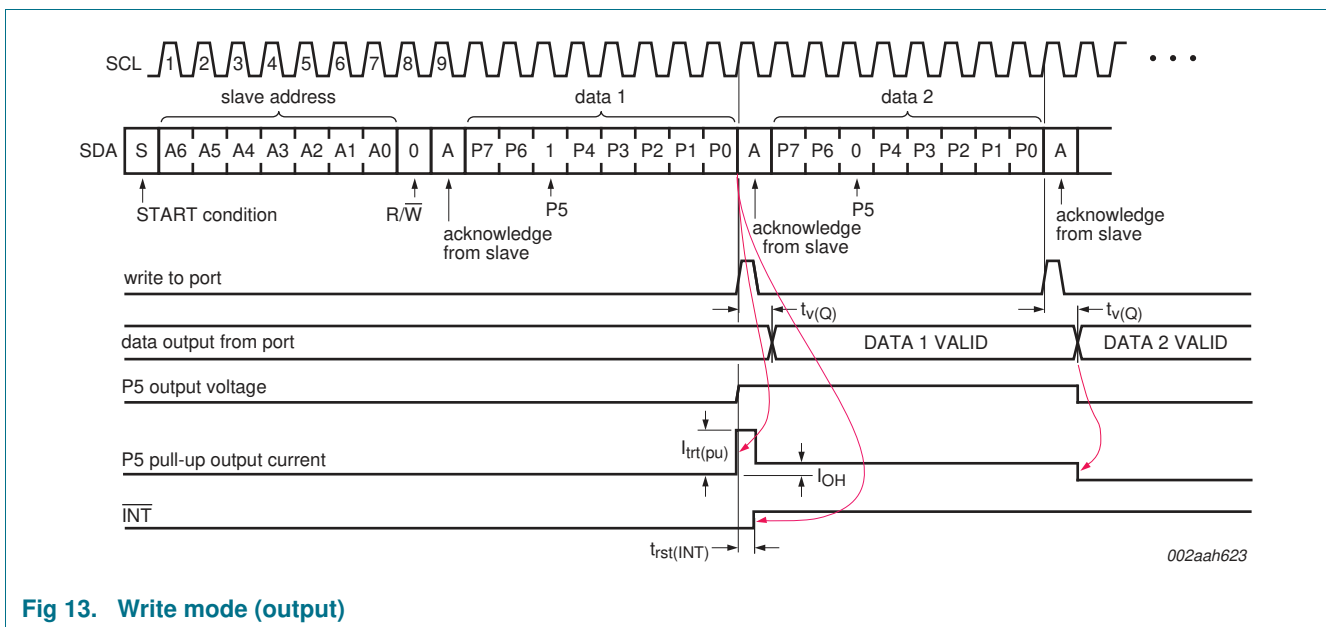 SCL 1 2 3 4 5 6 7 8 9
slave address data 1 data 2
SDA S A6 A5 A4 A3 A2 A1 A0 0 A P7 P6 1 P4 P3 P2 P1 P0 A P7 P6 0 P4 P3 P2 P1 P0 A
START condition R/W̅ P5 P5
acknowledge from slave
acknowledge from slave
acknowledge from slave
write to port
tv(Q) tv(Q)
data output from port DATA 1 VALID DATA 2 VALID
P5 output voltage
Itrt(pu)
P5 pull-up output current
IOH
I̅N̅T̅
trst(INT)
002aah623
Fig 13. Write mode (output)